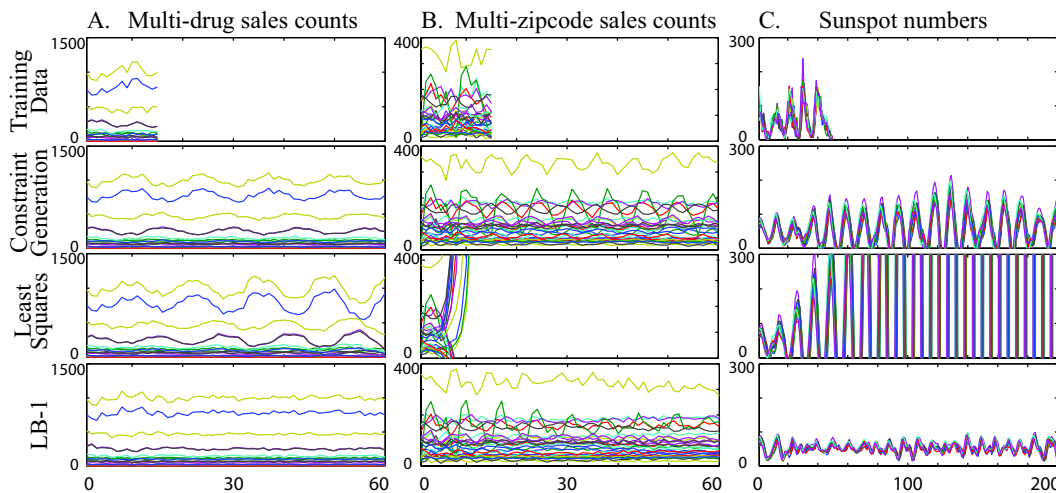 A. Multi-drug sales counts
B. Multi-zipcode sales counts
C. Sunspot numbers
Training
Data
1500
0
400
0
300
0
Constraint
Generation
1500
0
400
0
300
0
Least
Squares
1500
0
400
0
300
0
LB-1
1500
0
400
0
300
0
0 30 60
0 30 60
0 100 200